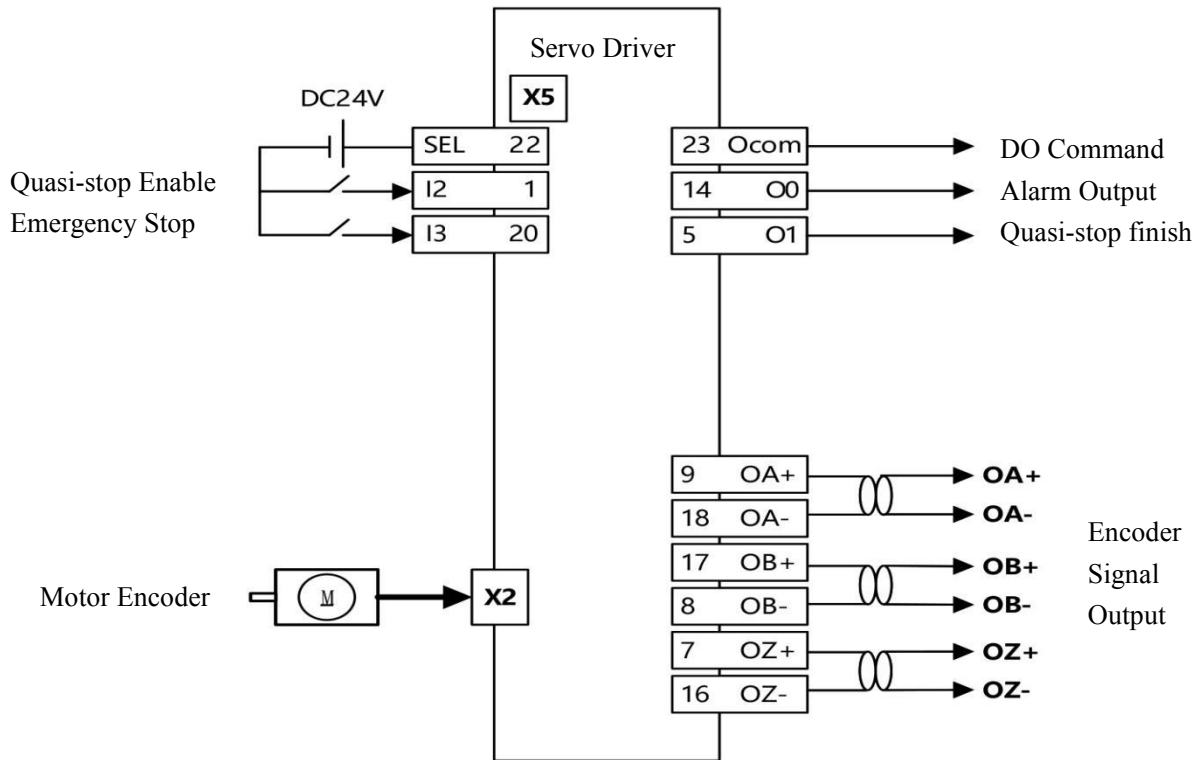 Servo Driver
X5
DC24V
SEL 22
23 Ocom
DO Command
Quasi-stop Enable
I2 1
14 O0
Alarm Output
Emergency Stop
I3 20
5 O1
Quasi-stop finish
9 OA+
OA+
18 OA-
OA-
Encoder
17 OB+
OB+
Signal
Motor Encoder
M
X2
8 OB-
OB-
Output
7 OZ+
OZ+
16 OZ-
OZ-